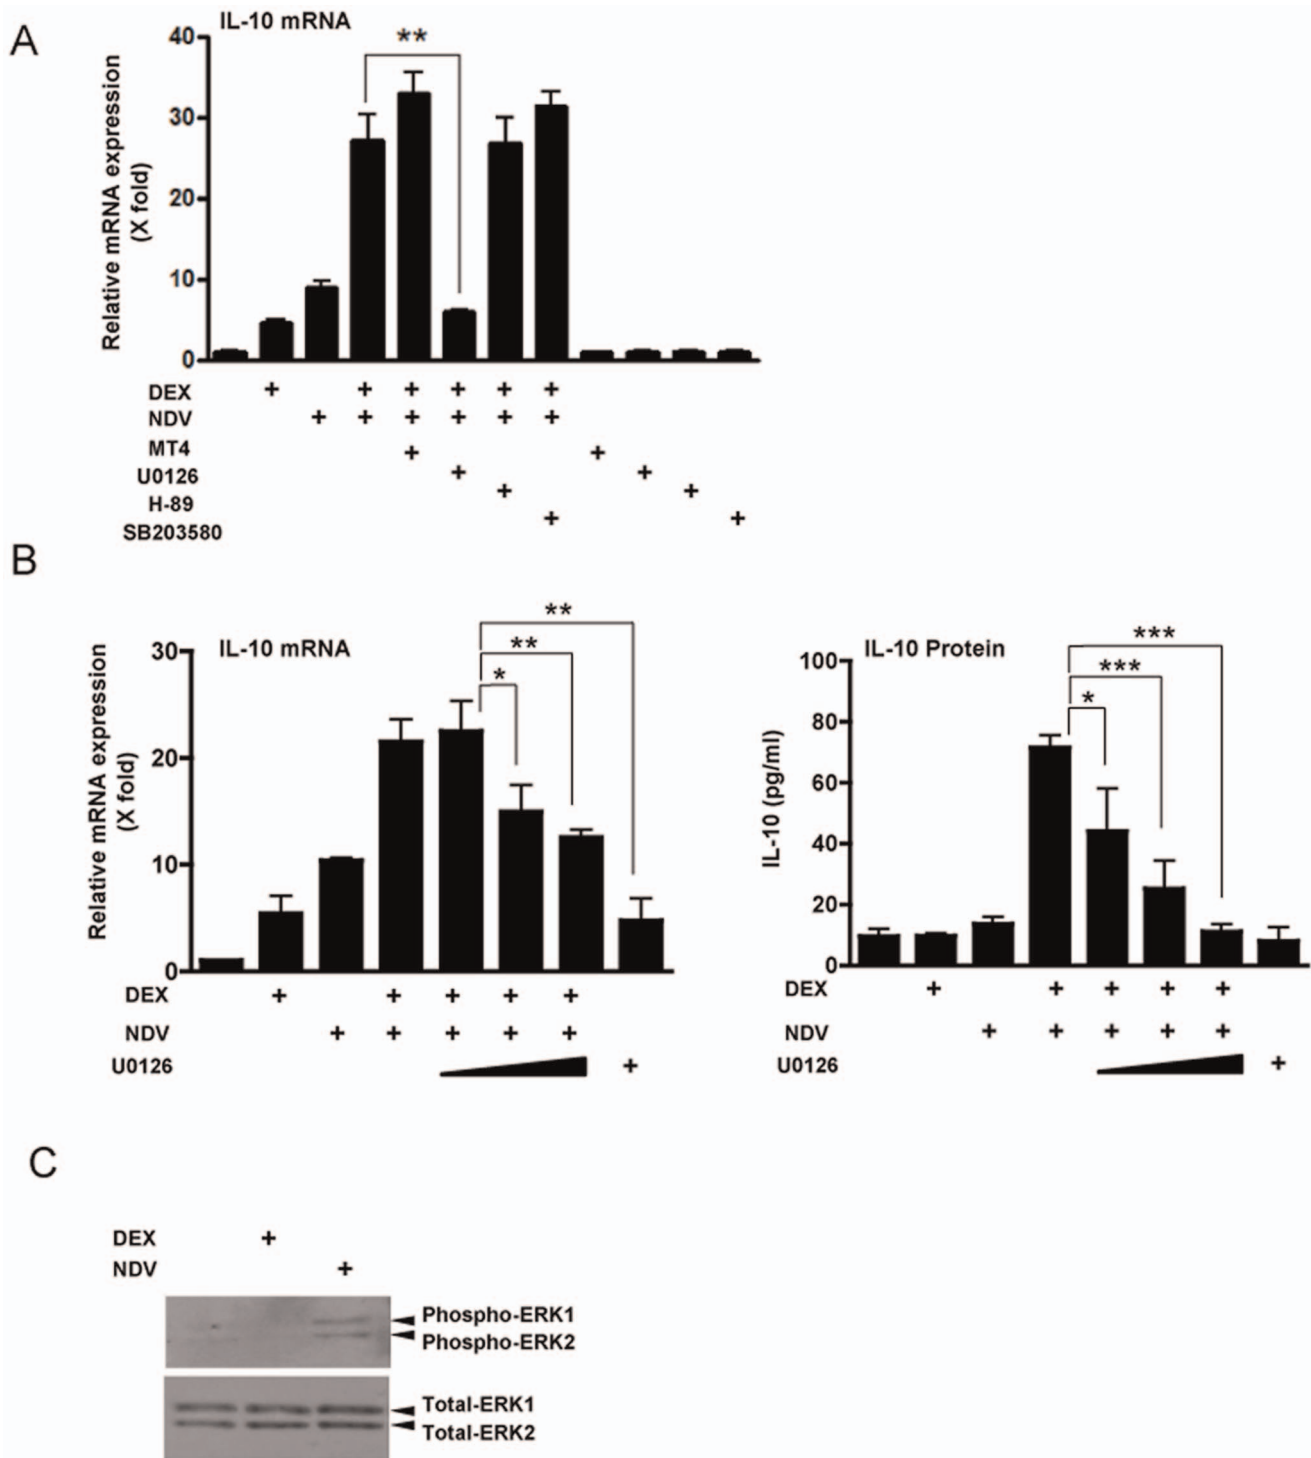 A
IL-10 mRNA
**
Relative mRNA expression
(X fold)
40
30
20
10
0
DEX + + + + + +
NDV + + + + + +
MT4 + +
U0126 + +
H-89 + +
SB203580 + +
B
IL-10 mRNA
**
**
*
Relative mRNA expression
(X fold)
30
20
10
0
DEX + + + + +
NDV + + + + +
U0126 +
IL-10 Protein
***
***
*
IL-10 (pg/ml)
100
80
60
40
20
0
DEX + + + + +
NDV + + + + +
U0126 +
C
DEX +
NDV +
Phospho-ERK1
Phospho-ERK2
Total-ERK1
Total-ERK2